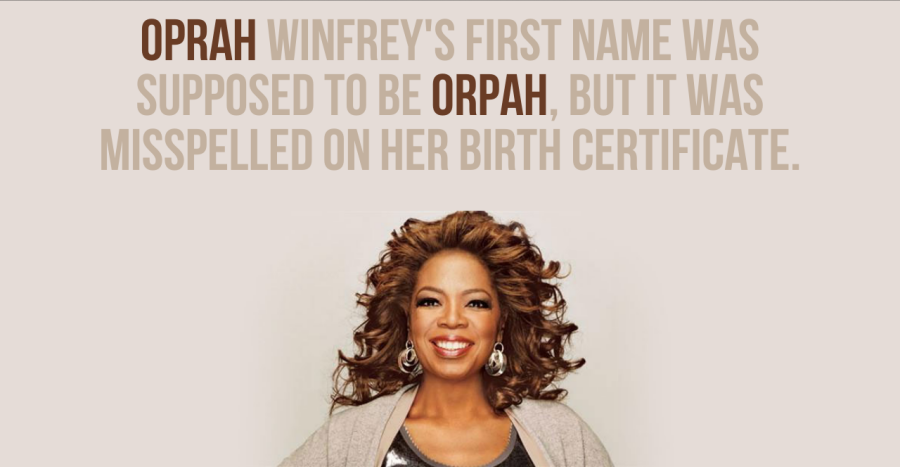 OPRAH WINFREY'S FIRST NAME WAS
SUPPOSED TO BE ORPAH, BUT IT WAS
MISSPELLED ON HER BIRTH CERTIFICATE.